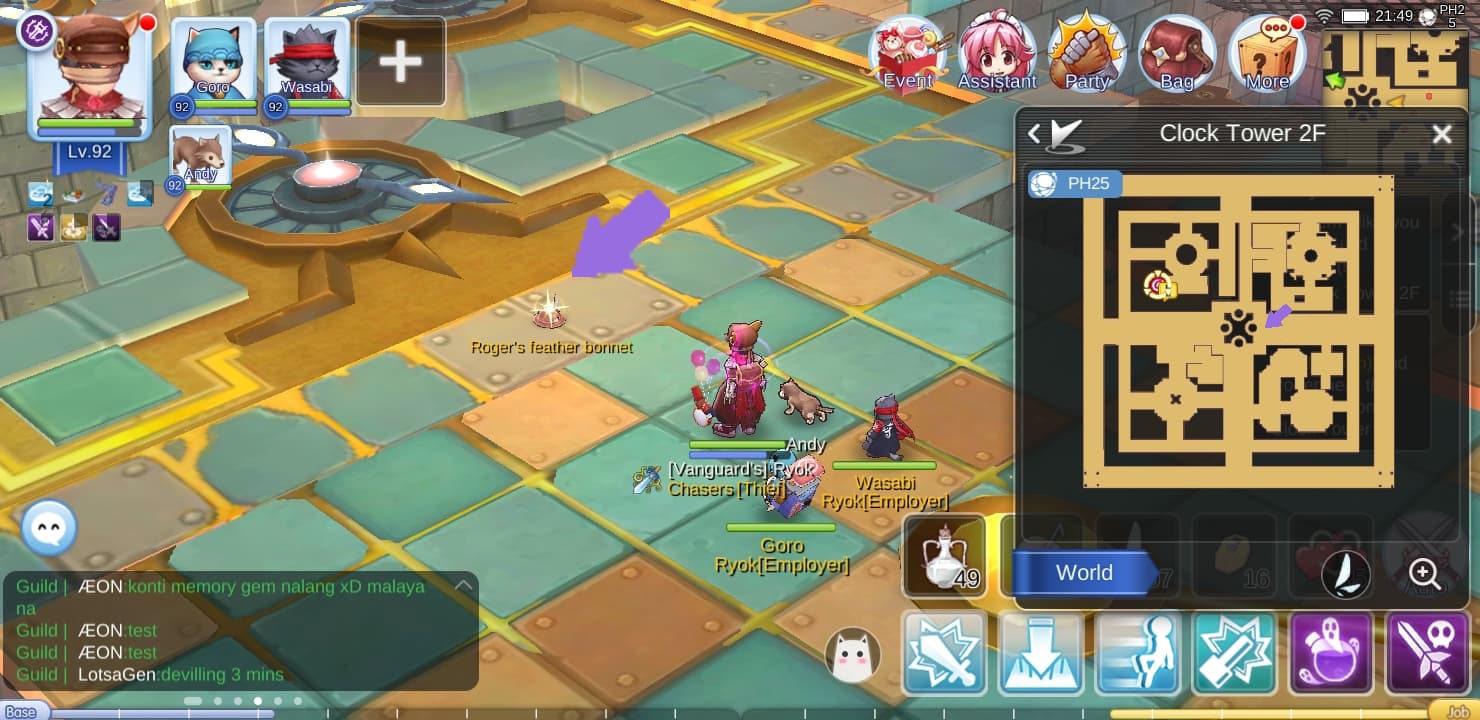 Goro
Wasabi
92
92
Lv.92
Andy
92
2
Event
Assistant
Party
Bag
More
21:49
PH2
5
Clock Tower 2F
PH25
Roger's feather bonnet
Andy
[Vanguard's] Ryok
Chasers [Thief]
Wasabi
Ryok[Employer]
Goro
Ryok[Employer]
49
16
World
Guild | ÆON:konti memory gem nalang xD malaya
na
Guild | ÆON:test
Guild | ÆON:test
Guild | LotsaGen:devilling 3 mins
Base
Job